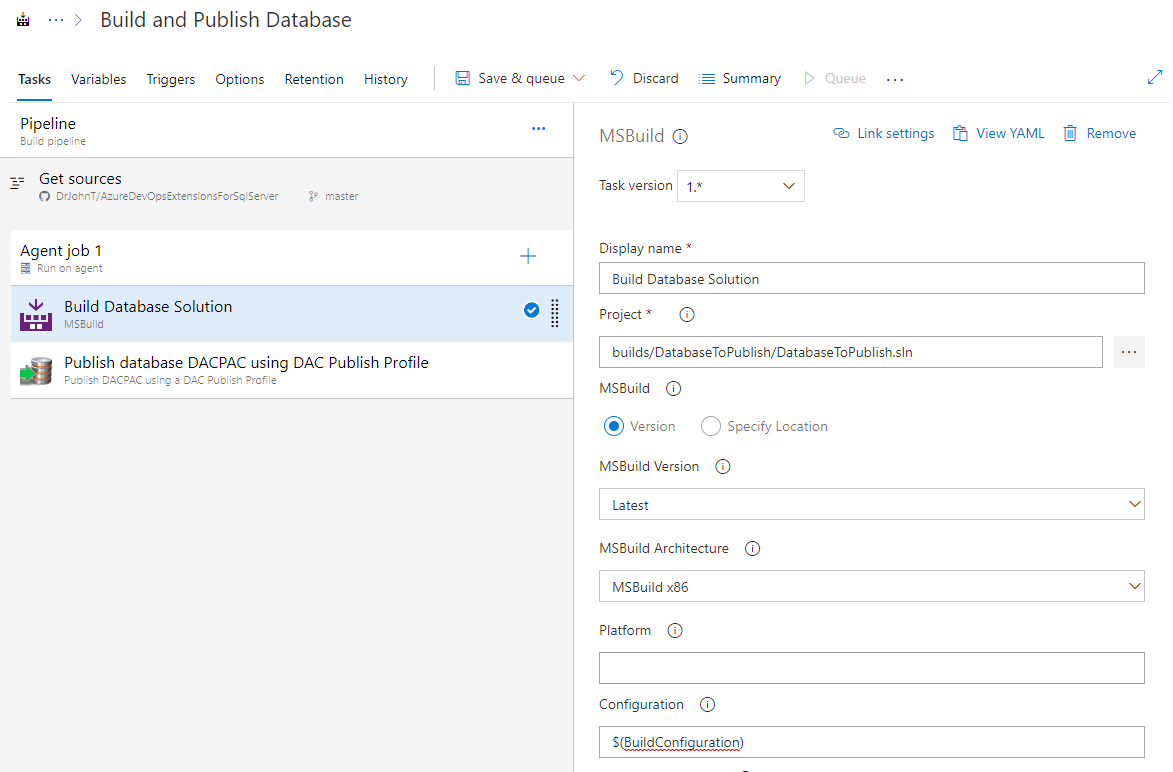 ··· > Build and Publish Database
Tasks Variables Triggers Options Retention History Save & queue Discard Summary Queue ···
Pipeline
Build pipeline
Get sources
DrJohnT/AzureDevOpsExtensionsForSqlServer master
Agent job 1
Run on agent
Build Database Solution
MSBuild
Publish database DACPAC using DAC Publish Profile
Publish DACPAC using a DAC Publish Profile
MSBuild Link settings View YAML Remove
Task version 1.*
Display name *
Build Database Solution
Project *
builds/DatabaseToPublish/DatabaseToPublish.sln
MSBuild
Version Specify Location
MSBuild Version
Latest
MSBuild Architecture
MSBuild x86
Platform
Configuration
$(BuildConfiguration)